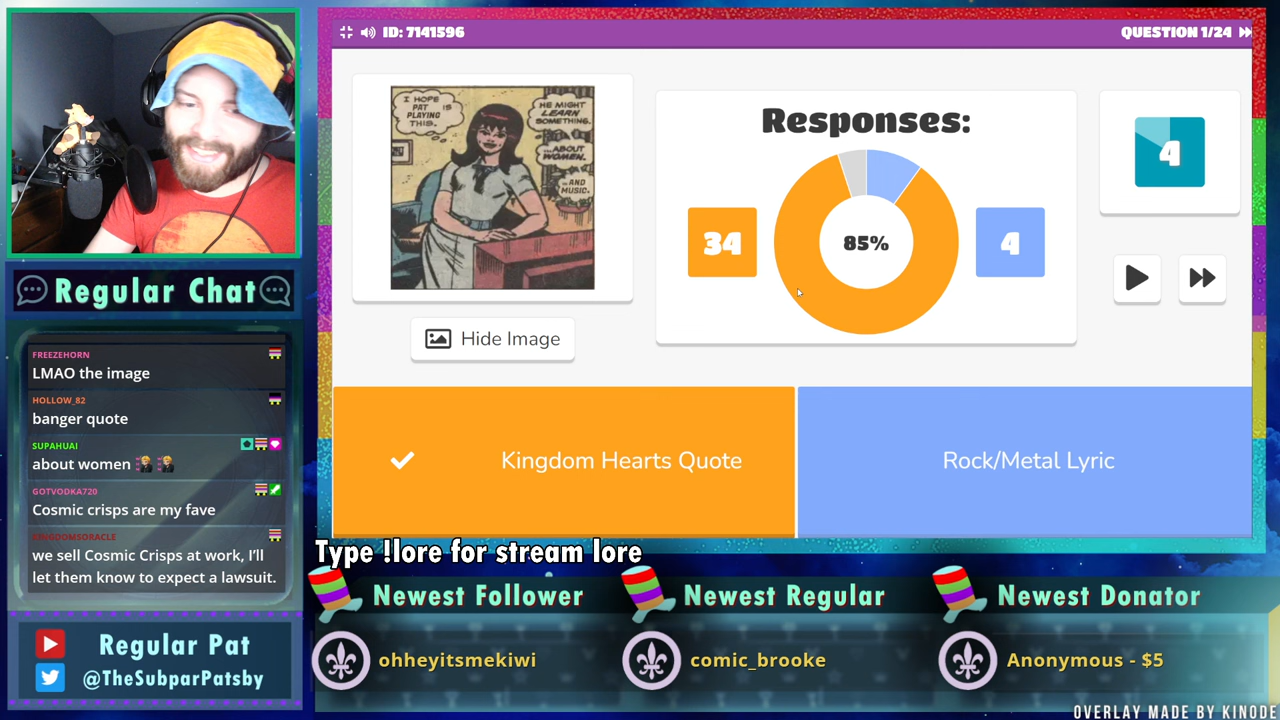 ID: 7141596
QUESTION 1/24
I HOPE
PAT IS
PLAYING
THIS.
HE MIGHT
LEARN
SOMETHING.
...ABOUT
WOMEN.
...AND
MUSIC.
Hide Image
Responses:
34
85%
4
4
Kingdom Hearts Quote
Rock/Metal Lyric
Regular Chat
FREEZEHORN
LMAO the image
HOLLOW_82
banger quote
SUPAHUAI
about women
GOTVODKA720
Cosmic crisps are my fave
we sell Cosmic Crisps at work, I'll
let them know to expect a lawsuit.
Regular Pat
@TheSubparPatsby
Type !lore for stream lore
Newest Follower
ohheyitsmekiwi
Newest Regular
comic_brooke
Newest Donator
Anonymous - $5
OVERLAY MADE BY KINODE